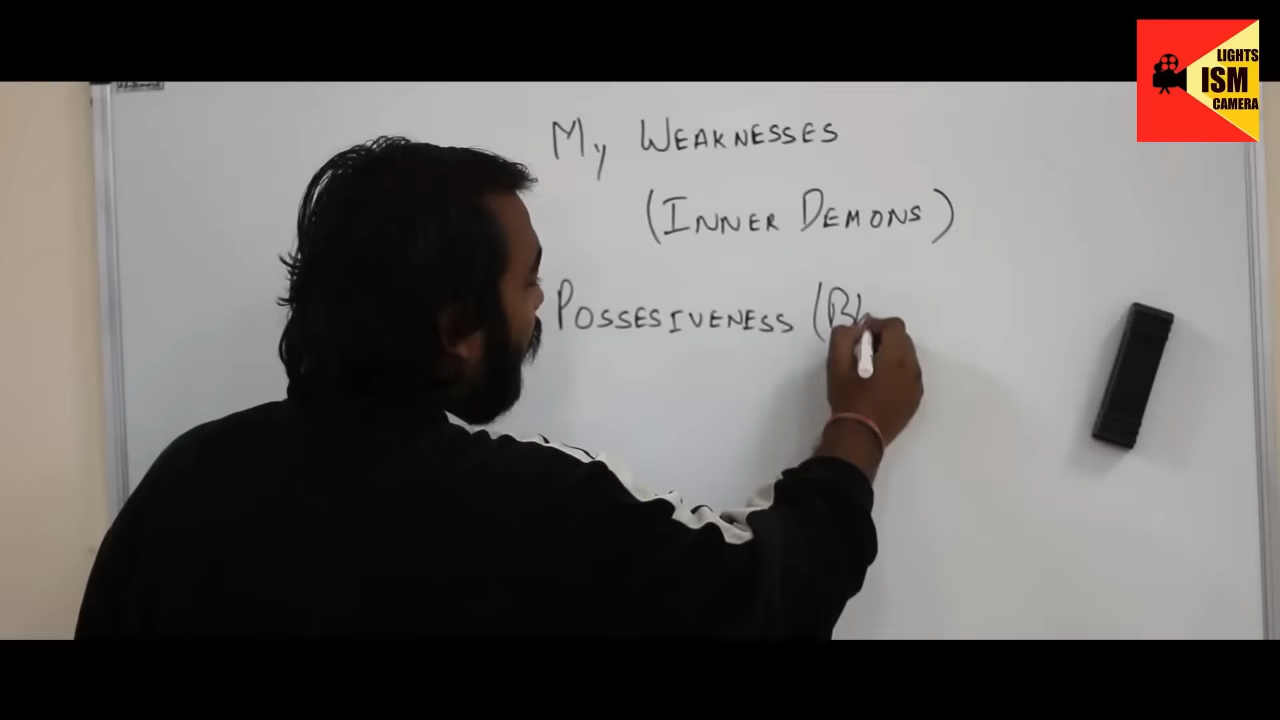 LIGHTS
ISM
CAMERA
My WEAKNESSES
(INNER DEMONS)
POSSESIVENESS